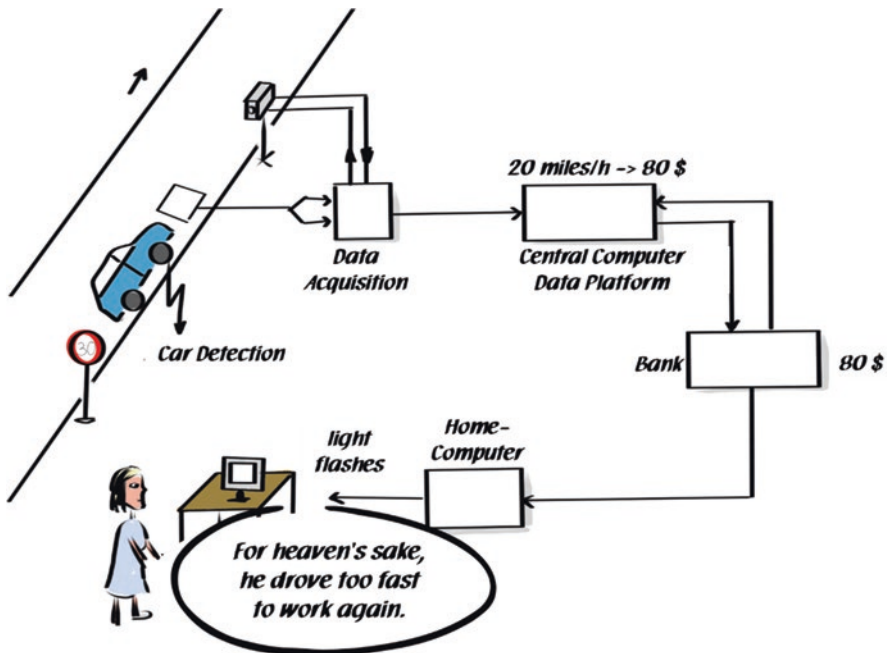 20 miles/h -> 80 $
Data
Acquisition
Central Computer
Data Platform
Car Detection
30
Bank
80 $
Home-
Computer
light
flashes
For heaven's sake,
he drove too fast
to work again.